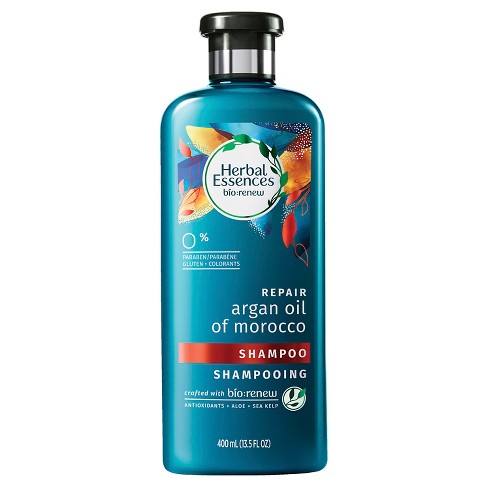 Herbal
Essences
bio:renew
0%
PARABEN/PARABÈNE
GLUTEN • COLORANTS
REPAIR
argan oil
of morocco
SHAMPOO
SHAMPOOING
crafted with bio:renew
ANTIOXIDANTS • ALOE • SEA KELP
400 mL (13.5 FL OZ)